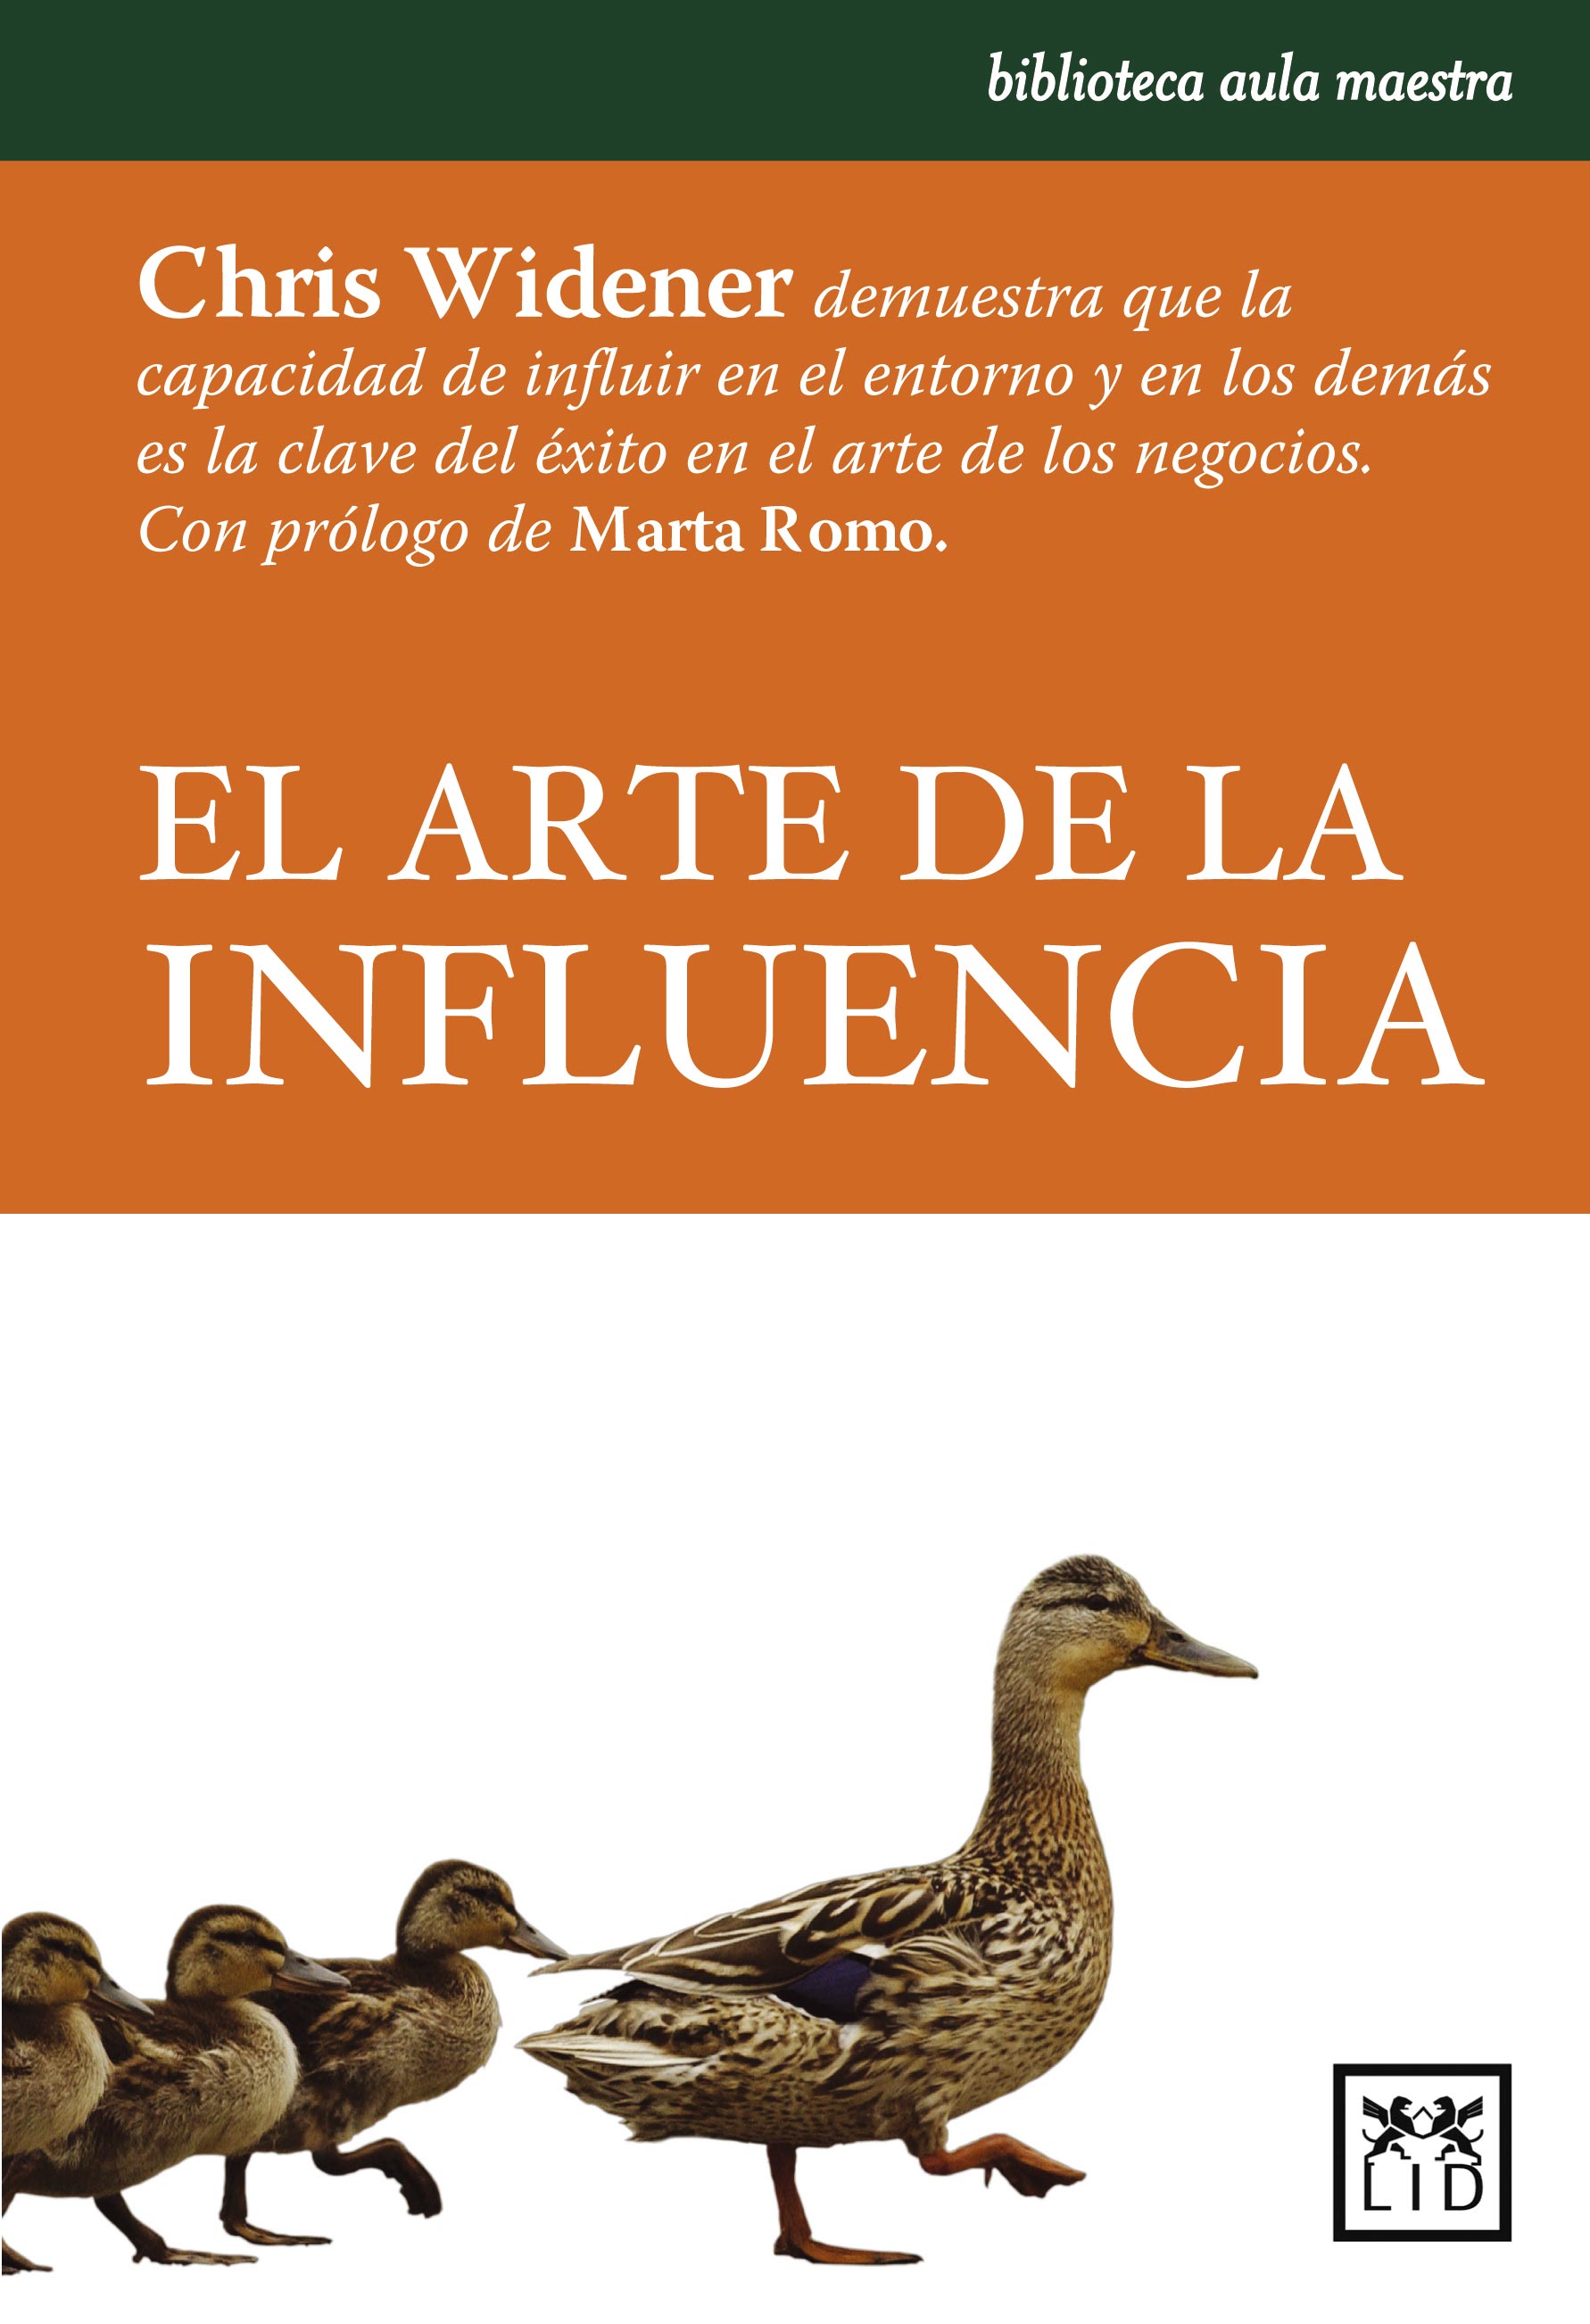 biblioteca aula maestra
Chris Widener demuestra que la
capacidad de influir en el entorno y en los demás
es la clave del éxito en el arte de los negocios.
Con prólogo de Marta Romo.
EL ARTE DE LA
INFLUENCIA
LID